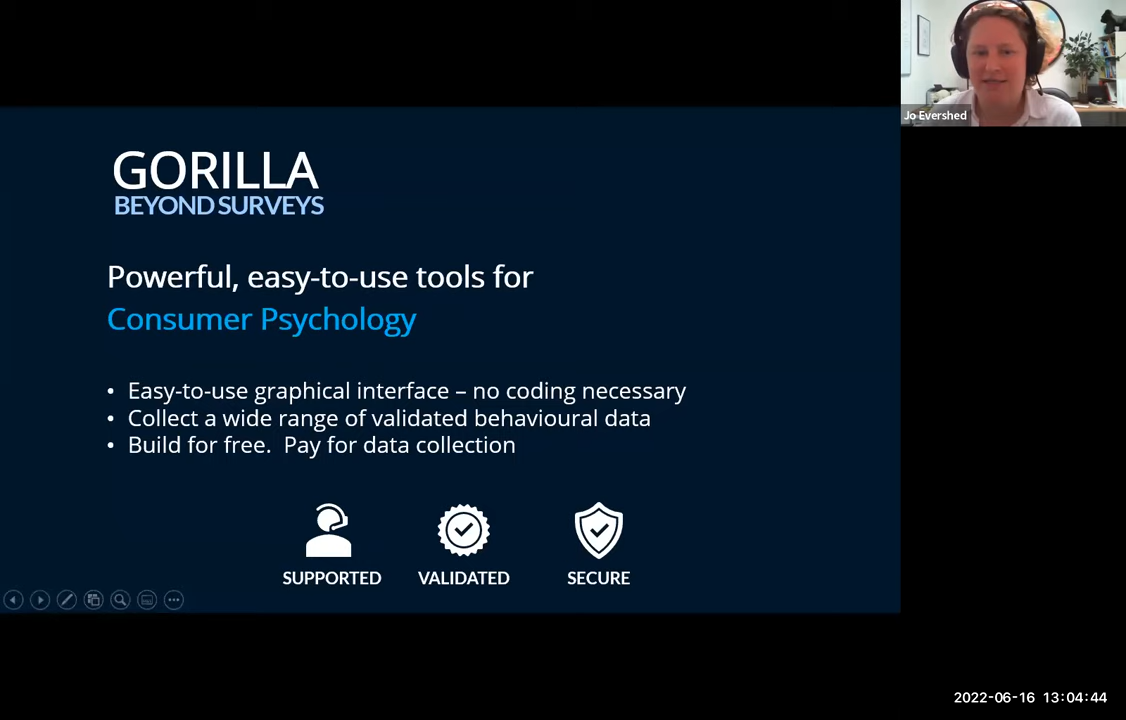 GORILLA
BEYOND SURVEYS
Powerful, easy-to-use tools for
Consumer Psychology
• Easy-to-use graphical interface – no coding necessary
• Collect a wide range of validated behavioural data
• Build for free.  Pay for data collection
SUPPORTED
VALIDATED
SECURE
Jo Evershed
2022-06-16 13:04:44